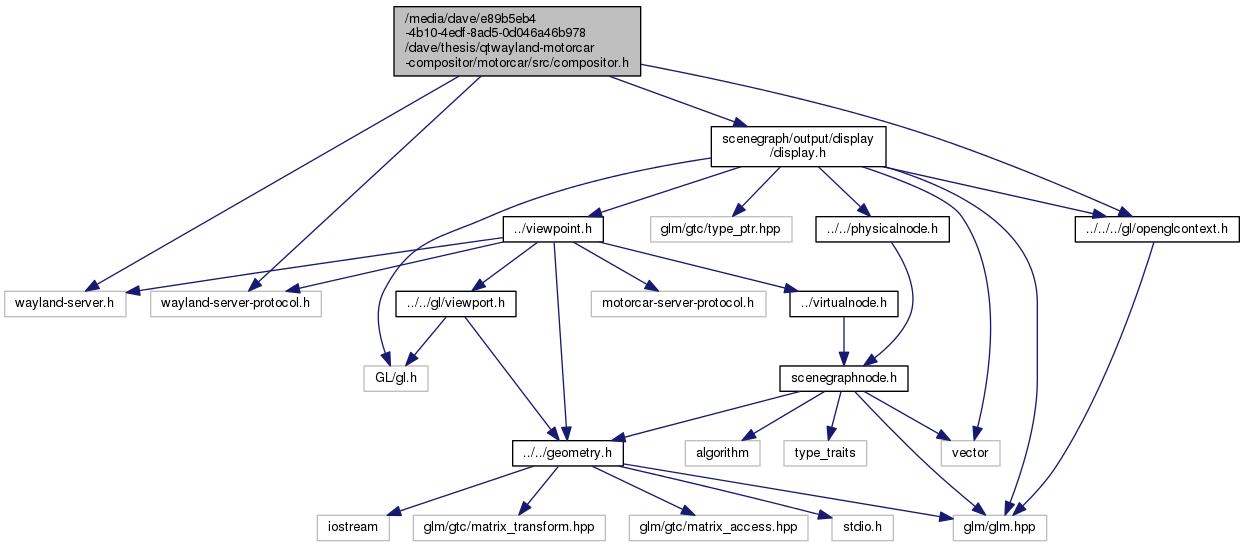 /media/dave/e89b5eb4
-4b10-4edf-8ad5-0d046a46b978
/dave/thesis/qtwayland-motorcar
-compositor/motorcar/src/compositor.h
scenegraph/output/display
/display.h
../viewpoint.h
glm/gtc/type_ptr.hpp
../../physicalnode.h
../../../gl/openglcontext.h
wayland-server.h
wayland-server-protocol.h
../../gl/viewport.h
motorcar-server-protocol.h
../virtualnode.h
GL/gl.h
scenegraphnode.h
../../geometry.h
algorithm
type_traits
vector
iostream
glm/gtc/matrix_transform.hpp
glm/gtc/matrix_access.hpp
stdio.h
glm/glm.hpp